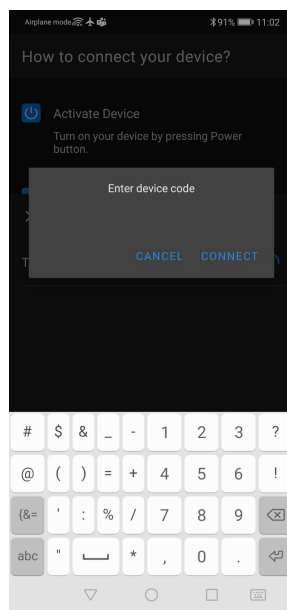 Airplane mode 91% 11:02
How to connect your device?
Activate Device
Turn on your device by pressing Power
button.
Enter device code
CANCEL CONNECT
T
# $ & _ - 1 2 3 ?
@ ( ) = + 4 5 6 !
{&= ' : % / 7 8 9
abc " * , 0 .